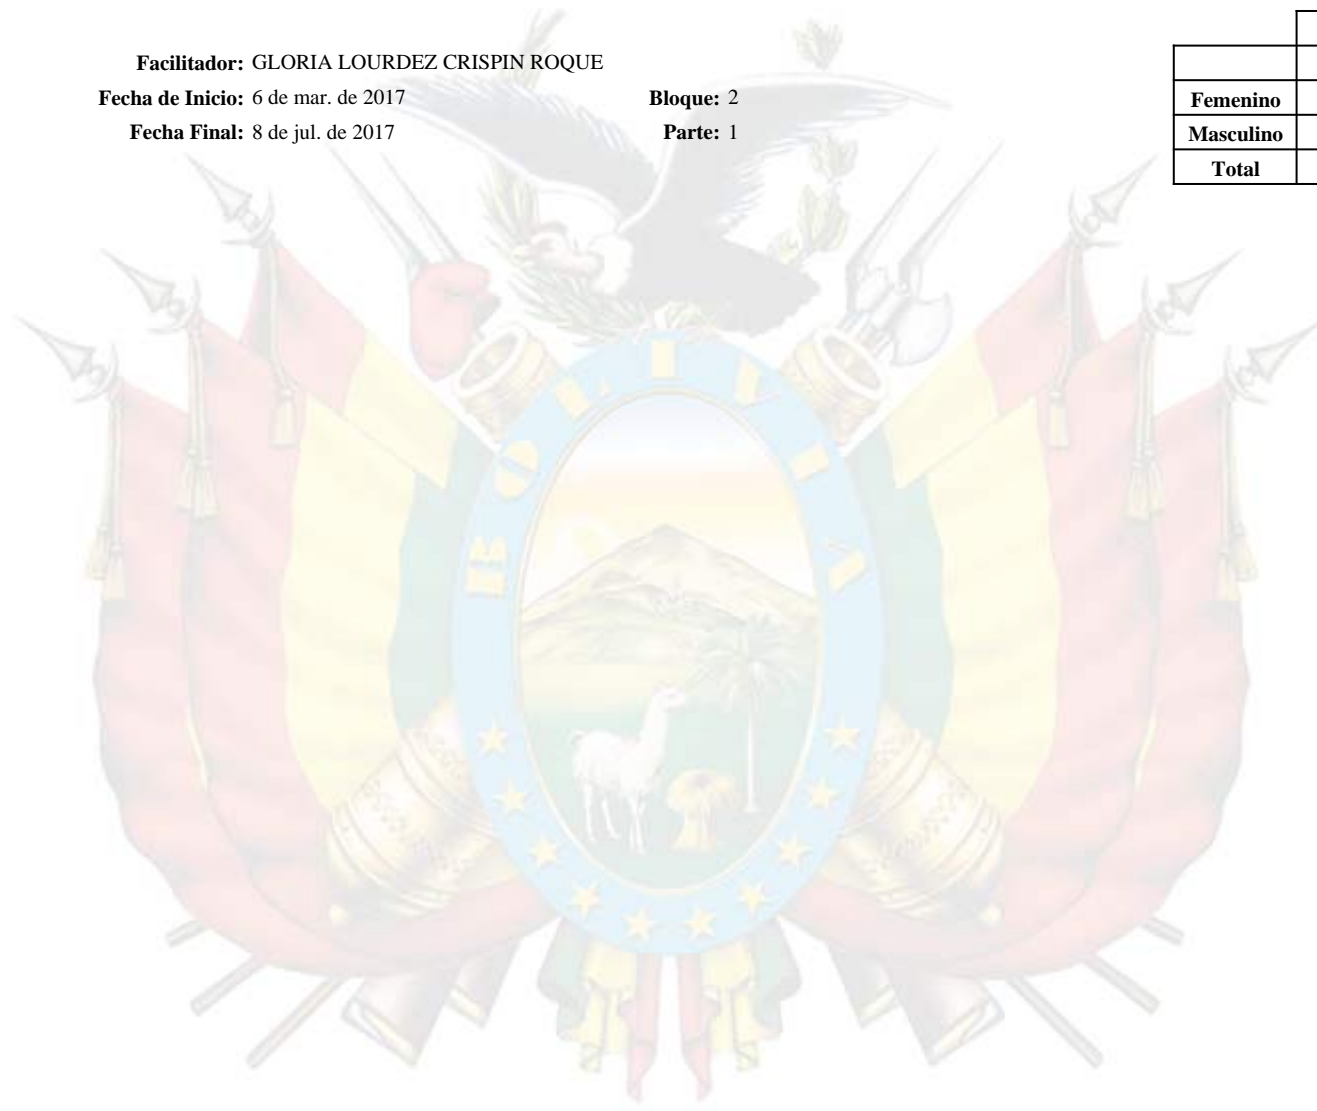 Facilitador: GLORIA LOURDEZ CRISPIN ROQUE
Fecha de Inicio: 6 de mar. de 2017 Bloque: 2
Fecha Final: 8 de jul. de 2017 Parte: 1
Femenino
Masculino
Total
BOLIVIA